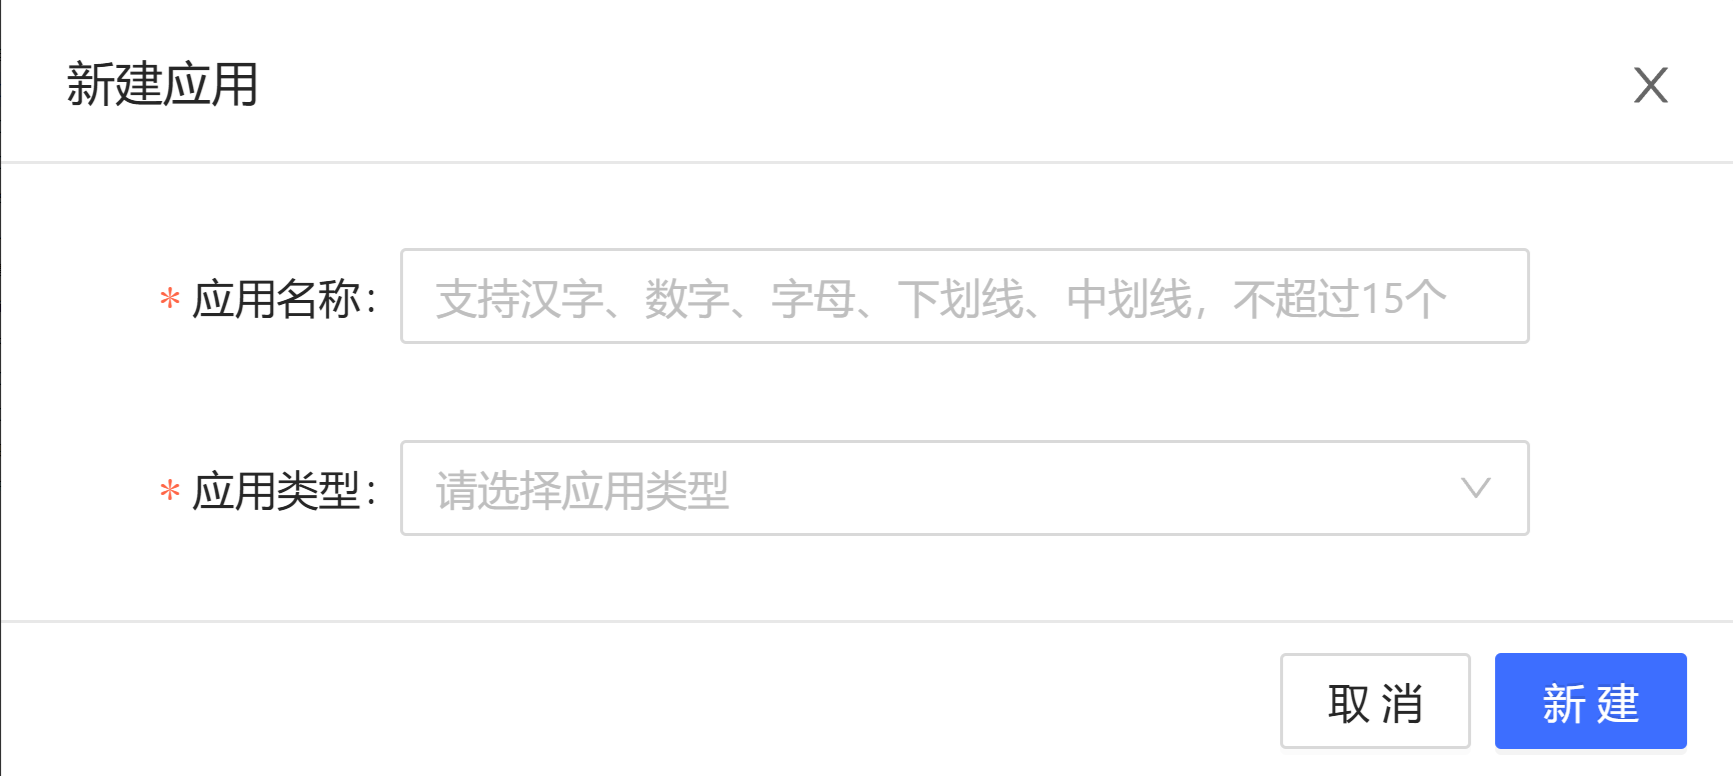 新建应用
* 应用名称： 支持汉字、数字、字母、下划线、中划线，不超过15个
* 应用类型： 请选择应用类型
取 消 新 建